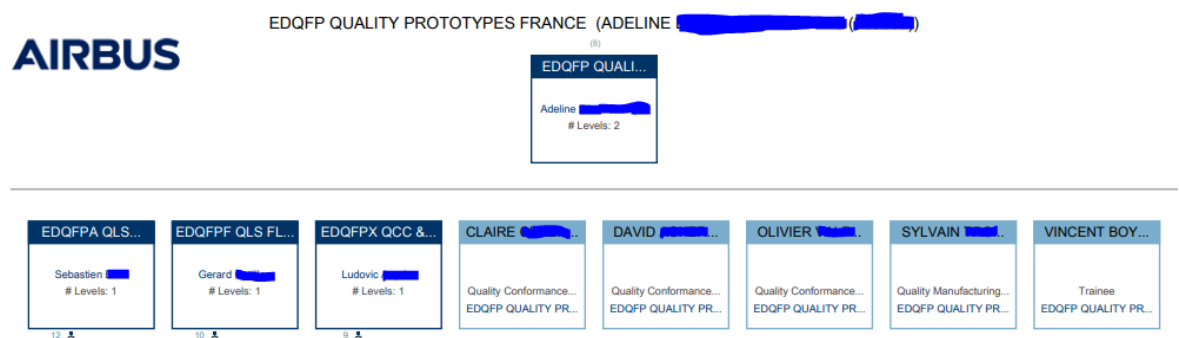 EDQFP QUALITY PROTOTYPES FRANCE (ADELINE
(8)
AIRBUS
EDQFP QUALI...
Adeline
# Levels: 2
EDQFPA QLS...
EDQFPF QLS FL...
EDQFPX QCC &...
CLAIRE
DAVID
OLIVIER
SYLVAIN
VINCENT BOY...
Sebastien
Gerard
Ludovic
# Levels: 1
# Levels: 1
# Levels: 1
Quality Conformance...
Quality Conformance...
Quality Conformance...
Quality Manufacturing...
Trainee
EDQFP QUALITY PR...
EDQFP QUALITY PR...
EDQFP QUALITY PR...
EDQFP QUALITY PR...
EDQFP QUALITY PR...
12
10
9